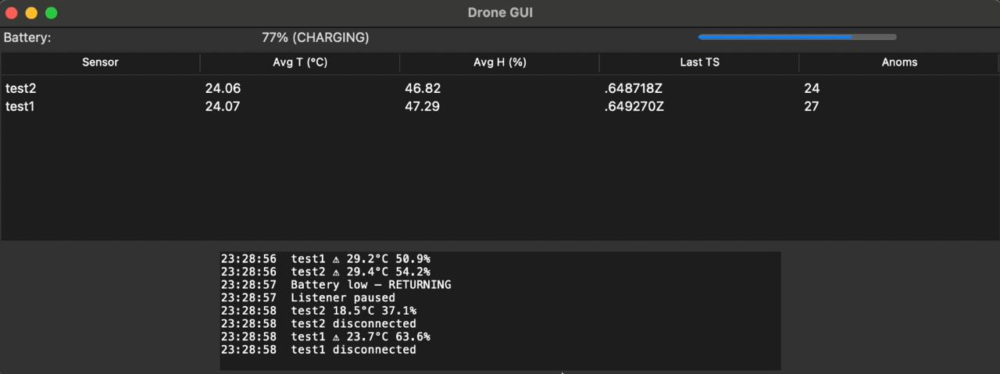 Drone GUI
Battery: 77% (CHARGING)
Sensor Avg T (°C) Avg H (%) Last TS Anoms
test2 24.06 46.82 .648718Z 24
test1 24.07 47.29 .649270Z 27
23:28:56 test1 ⚠ 29.2°C 50.9%
23:28:56 test2 ⚠ 29.4°C 54.2%
23:28:57 Battery low — RETURNING
23:28:57 Listener paused
23:28:58 test2 18.5°C 37.1%
23:28:58 test2 disconnected
23:28:58 test1 ⚠ 23.7°C 63.6%
23:28:58 test1 disconnected